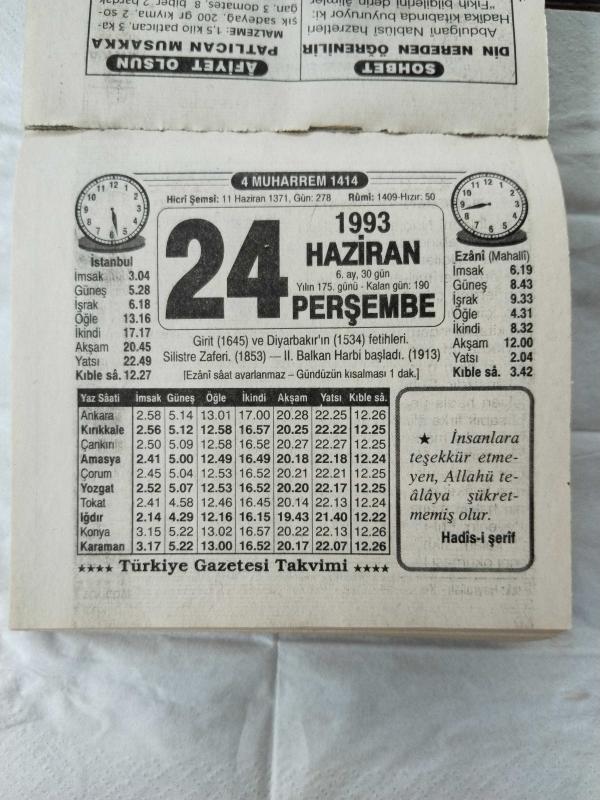 SOHBET
DİN NEREDEN ÖĞRENİLİR
Abdülganî Nablüsî hazretleri
Hadîka kitâbında buyuruyor ki:
"Fıkıh bilgilerini derin âlimler
ÂFİYET OLSUN
PATLICAN MUSAKKA
MALZEME: 1,5 kilo patlıcan, 3 ka-
şık sadeyağ, 200 gr kıyma, 2 so-
ğan, 3 domates, 8 biber, 2 bardak
4 MUHARREM 1414
Hicrî Şemsî: 11 Haziran 1371, Gün: 278 Rûmî: 1409-Hızır: 50
24
1993
HAZİRAN
6. ay, 30 gün
Yılın 175. günü - Kalan gün: 190
PERŞEMBE
İstanbul
İmsak 3.04
Güneş 5.28
İşrak 6.18
Öğle 13.16
İkindi 17.17
Akşam 20.45
Yatsı 22.49
Kıble sâ. 12.27
Ezânî (Mahallî)
İmsak 6.19
Güneş 8.43
İşrak 9.33
Öğle 4.31
İkindi 8.32
Akşam 12.00
Yatsı 2.04
Kıble sâ. 3.42
Girit (1645) ve Diyarbakır'ın (1534) fetihleri.
Silistre Zaferi. (1853) — II. Balkan Harbi başladı. (1913)
[Ezânî sâat ayarlanmaz – Gündüzün kısalması 1 dak.]
Yaz Sâati İmsak Güneş Öğle İkindi Akşam Yatsı Kıble sâ.
Ankara 2.58 5.14 13.01 17.00 20.28 22.25 12.26
Kırıkkale 2.56 5.12 12.58 16.57 20.25 22.22 12.25
Çankırı 2.50 5.09 12.58 16.58 20.27 22.27 12.25
Amasya 2.41 5.00 12.49 16.49 20.18 22.18 12.24
Çorum 2.45 5.04 12.53 16.52 20.21 22.21 12.25
Yozgat 2.52 5.07 12.53 16.52 20.20 22.17 12.25
Tokat 2.41 4.58 12.46 16.45 20.14 22.13 12.24
Iğdır 2.14 4.29 12.16 16.15 19.43 21.40 12.22
Konya 3.15 5.22 13.02 16.57 20.22 22.13 12.26
Karaman 3.17 5.22 13.00 16.52 20.17 22.07 12.26
★ İnsanlara
teşekkür etme-
yen, Allahü te-
âlâya şükret-
memiş olur.
Hadîs-i şerîf
★★★★ Türkiye Gazetesi Takvimi ★★★★